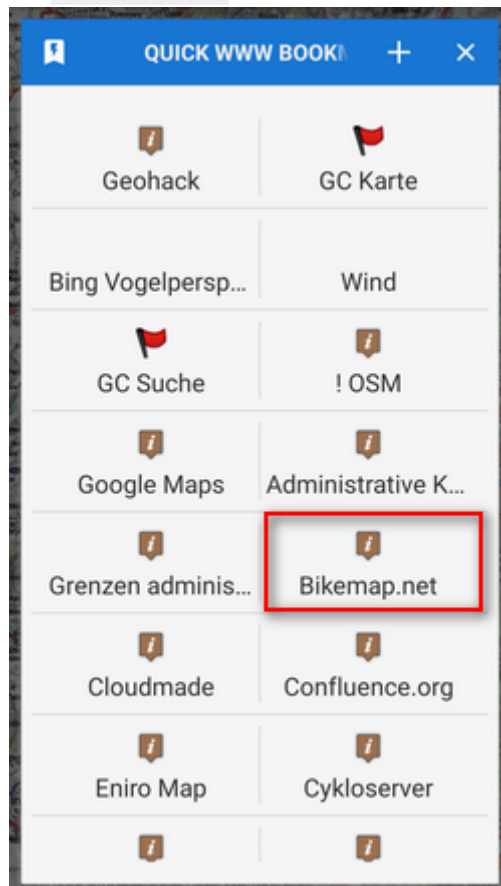 QUICK WWW BOOK
Geohack
GC Karte
Bing Vogelpersp...
Wind
GC Suche
! OSM
Google Maps
Administrative K...
Grenzen adminis...
Bikemap.net
Cloudmade
Confluence.org
Eniro Map
Cykloserver